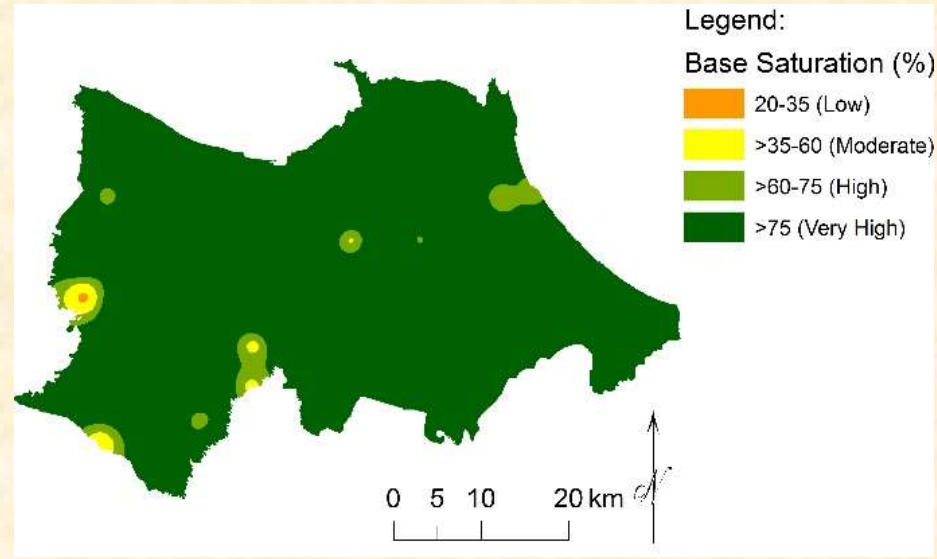 Legend:
Base Saturation (%)
20-35 (Low)
>35-60 (Moderate)
>60-75 (High)
>75 (Very High)
0 5 10 20 km
N